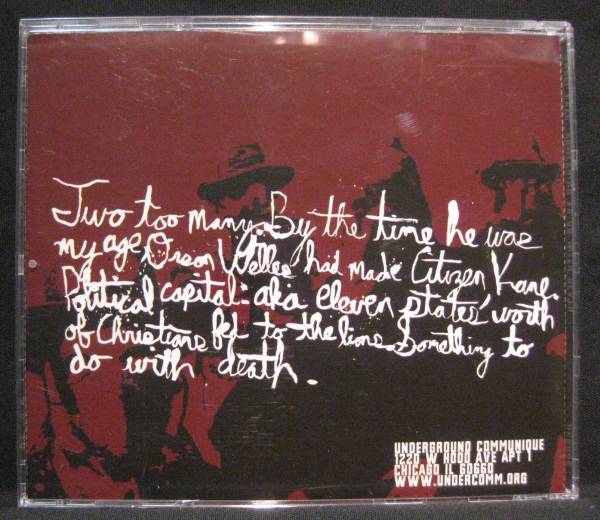 Two too many. By the time he was
my age Orson Welles had made Citizen Kane.
Political capital: aka eleven states' worth
of Christians fed to the lions. Something to
do with death.
UNDERGROUND COMMUNIQUE
1220 W HOOD AVE APT 1
CHICAGO IL 60660
WWW.UNDERCOMM.ORG